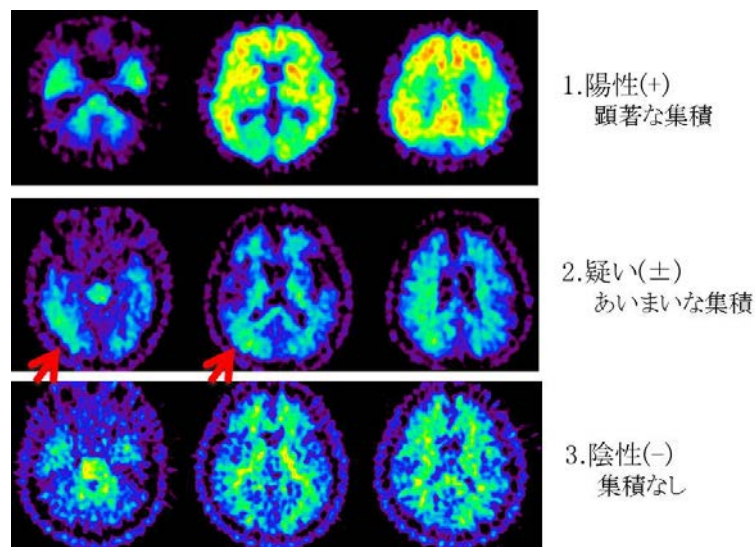 1.陽性(+)
顕著な集積
2.疑い(±)
あいまいな集積
3.陰性(−)
集積なし